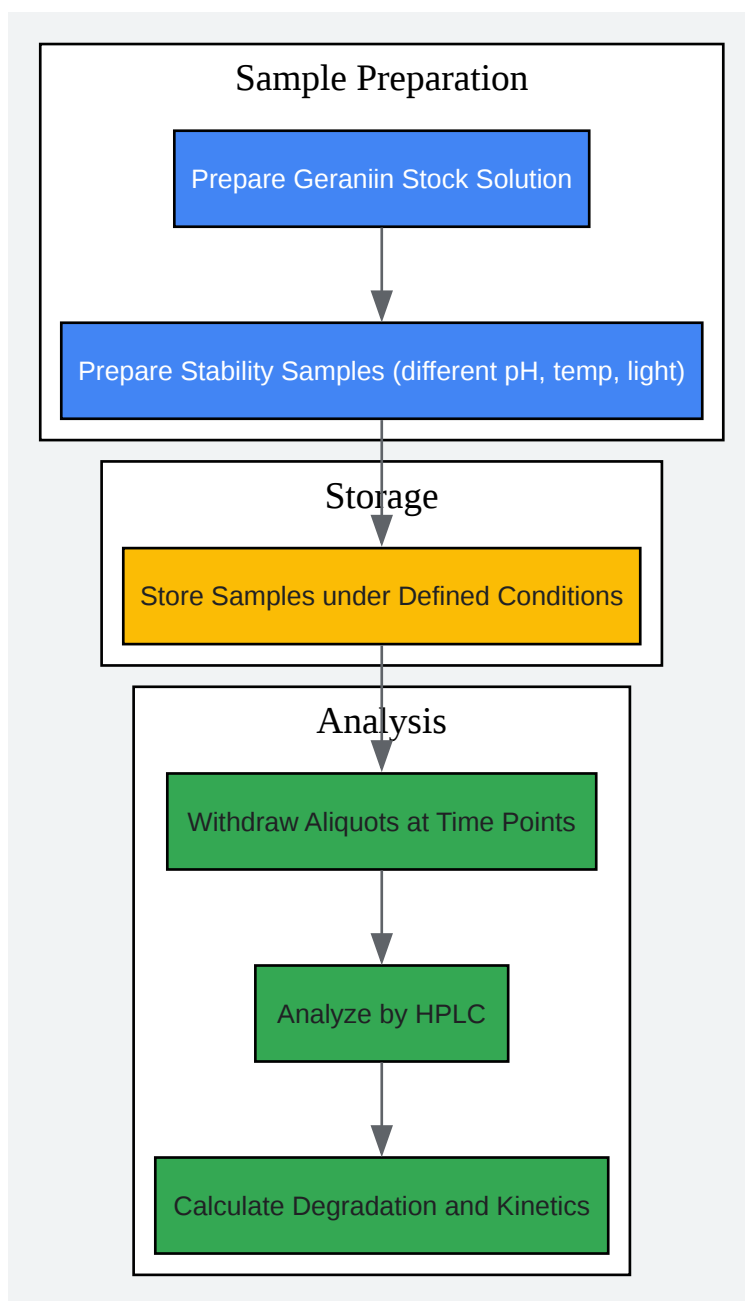 Sample Preparation
Prepare Geraniin Stock Solution
Prepare Stability Samples (different pH, temp, light)
Storage
Store Samples under Defined Conditions
Analysis
Withdraw Aliquots at Time Points
Analyze by HPLC
Calculate Degradation and Kinetics